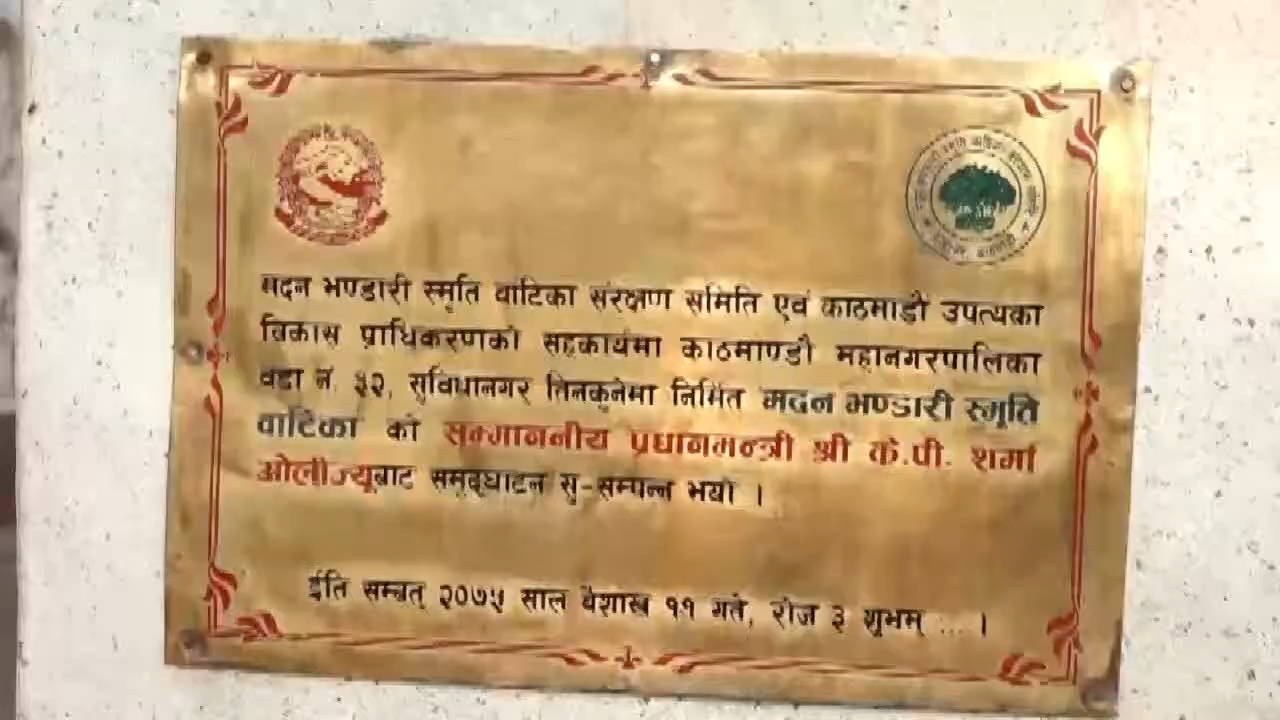 मदन भण्डारी स्मृति वाटिका संरक्षण समिति एवं काठमाडौं उपत्यका
विकास प्राधिकरणको सहकार्यमा काठमाण्डौ महानगरपालिका
वडा नं. ३२, सुविधानगर तिनकुनेमा निर्मित मदन भण्डारी स्मृति
वाटिका को सम्माननीय प्रधानमन्त्री श्री के.पी. शर्मा
ओलीज्यूबाट समुद्घाटन सु-सम्पन्न भयो ।
ईति सम्वत् २०७५ साल वैशाख ११ गते, रोज ३ शुभम् ... ।